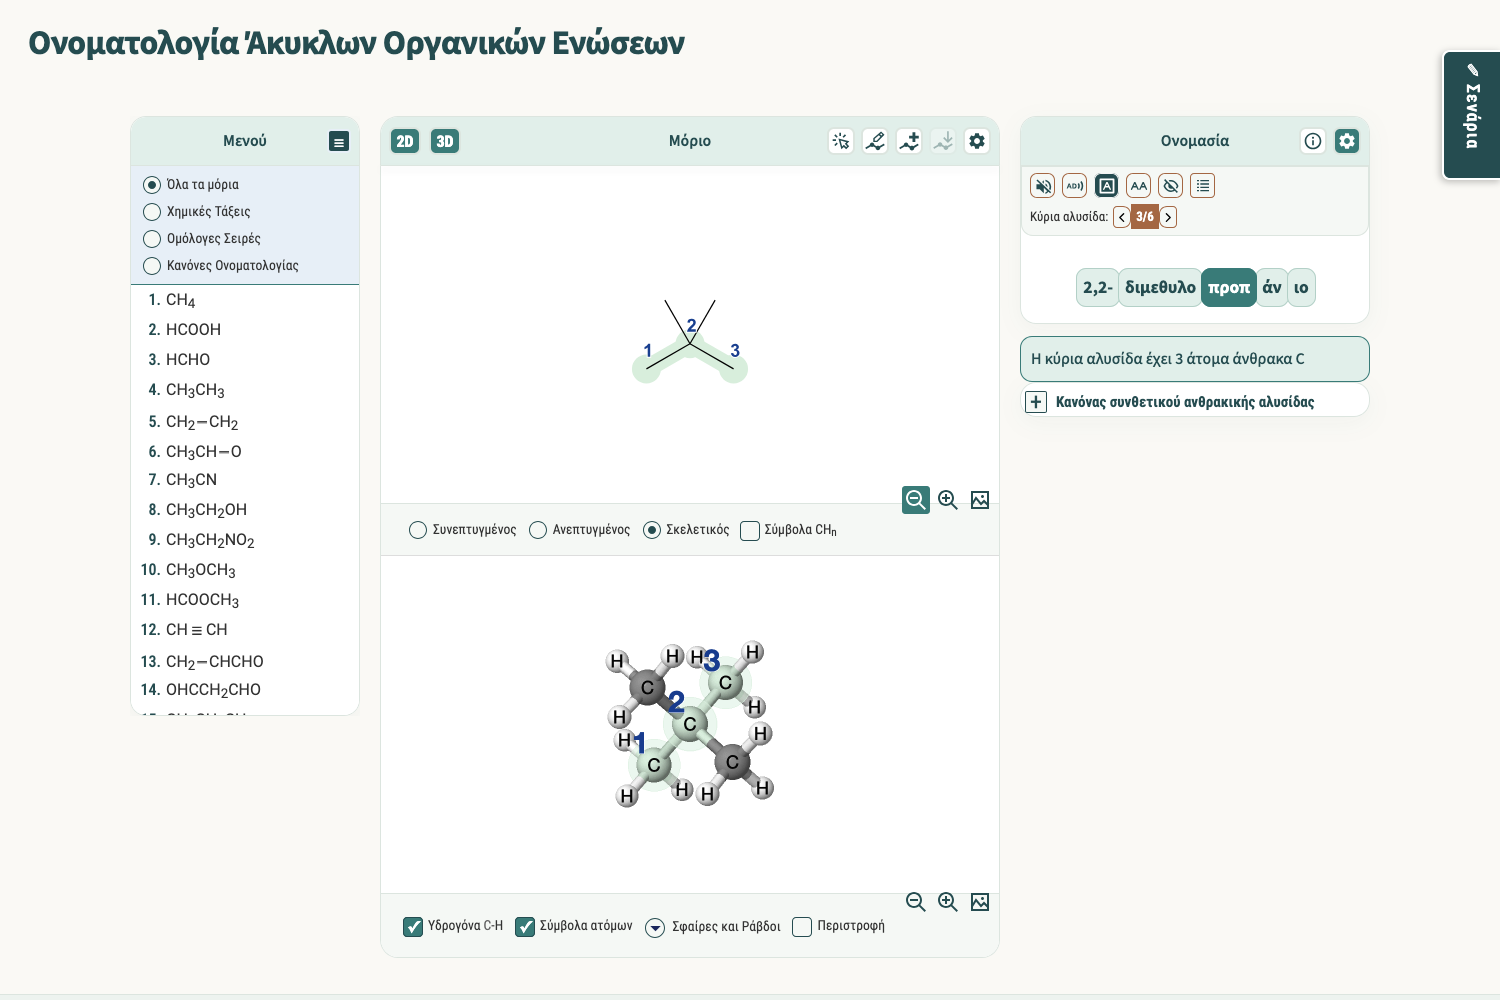 Ονοματολογία Άκυκλων Οργανικών Ενώσεων
✎ Σενάρια
Μενού
Όλα τα μόρια
Χημικές Τάξεις
Ομόλογες Σειρές
Κανόνες Ονοματολογίας
1. CH4
2. HCOOH
3. HCHO
4. CH3CH3
5. CH2=CH2
6. CH3CH=O
7. CH3CN
8. CH3CH2OH
9. CH3CH2NO2
10. CH3OCH3
11. HCOOCH3
12. CH≡CH
13. CH2=CHCHO
14. OHCCH2CHO
2D 3D Μόριο
1 2 3
Συνεπτυγμένος Ανεπτυγμένος Σκελετικός Σύμβολα CHn
H H H 3 H
C C
2 H H
H 1 C H
C C
H H H H
Υδρογόνα C-H Σύμβολα ατόμων Σφαίρες και Ράβδοι Περιστροφή
Ονομασία
AD A AA
Κύρια αλυσίδα: < 3/6 >
2,2- διμεθυλο προπ άν ιο
Η κύρια αλυσίδα έχει 3 άτομα άνθρακα C
+ Κανόνας συνθετικού ανθρακικής αλυσίδας